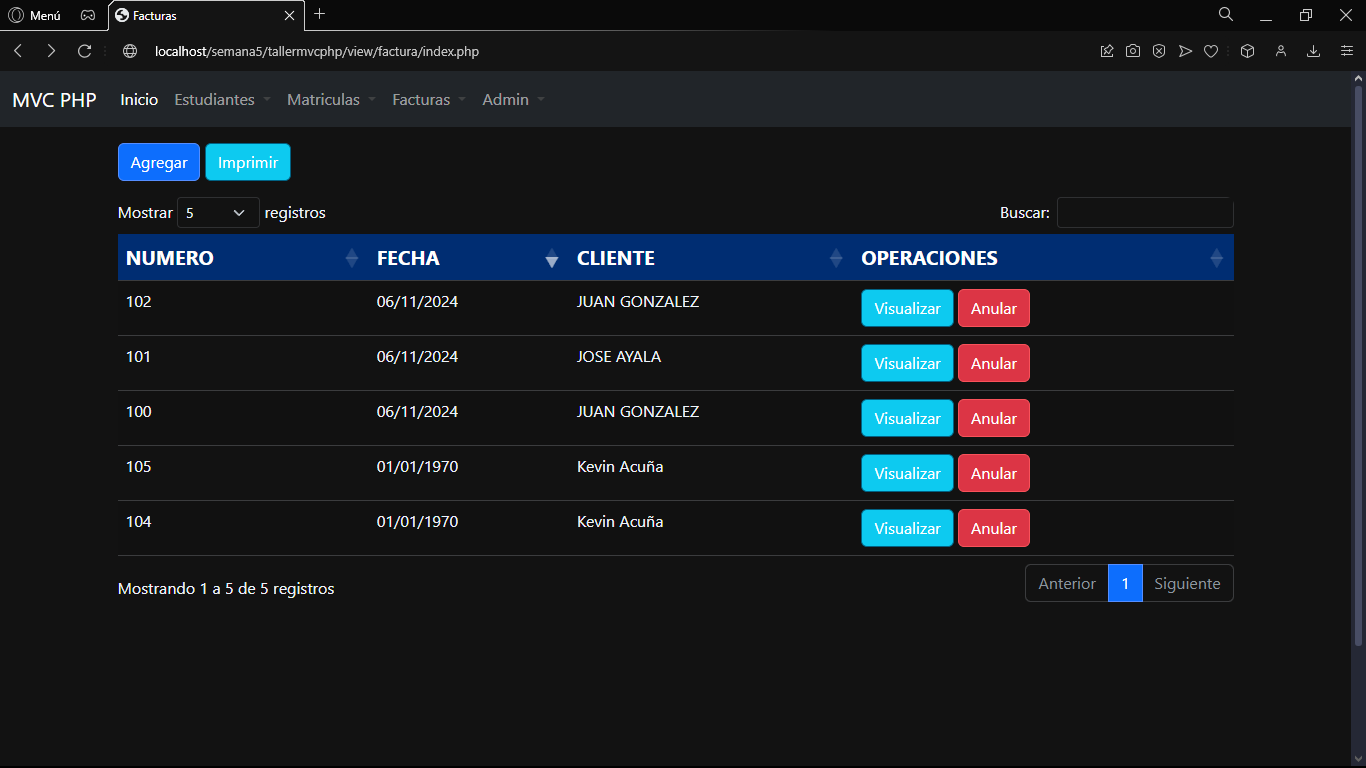 Menú
Facturas
localhost/semana5/tallermvcphp/view/factura/index.php
MVC PHP Inicio Estudiantes Matriculas Facturas Admin
Agregar Imprimir
Mostrar 5 registros Buscar:
NUMERO FECHA CLIENTE OPERACIONES
102 06/11/2024 JUAN GONZALEZ Visualizar Anular
101 06/11/2024 JOSE AYALA Visualizar Anular
100 06/11/2024 JUAN GONZALEZ Visualizar Anular
105 01/01/1970 Kevin Acuña Visualizar Anular
104 01/01/1970 Kevin Acuña Visualizar Anular
Mostrando 1 a 5 de 5 registros Anterior 1 Siguiente